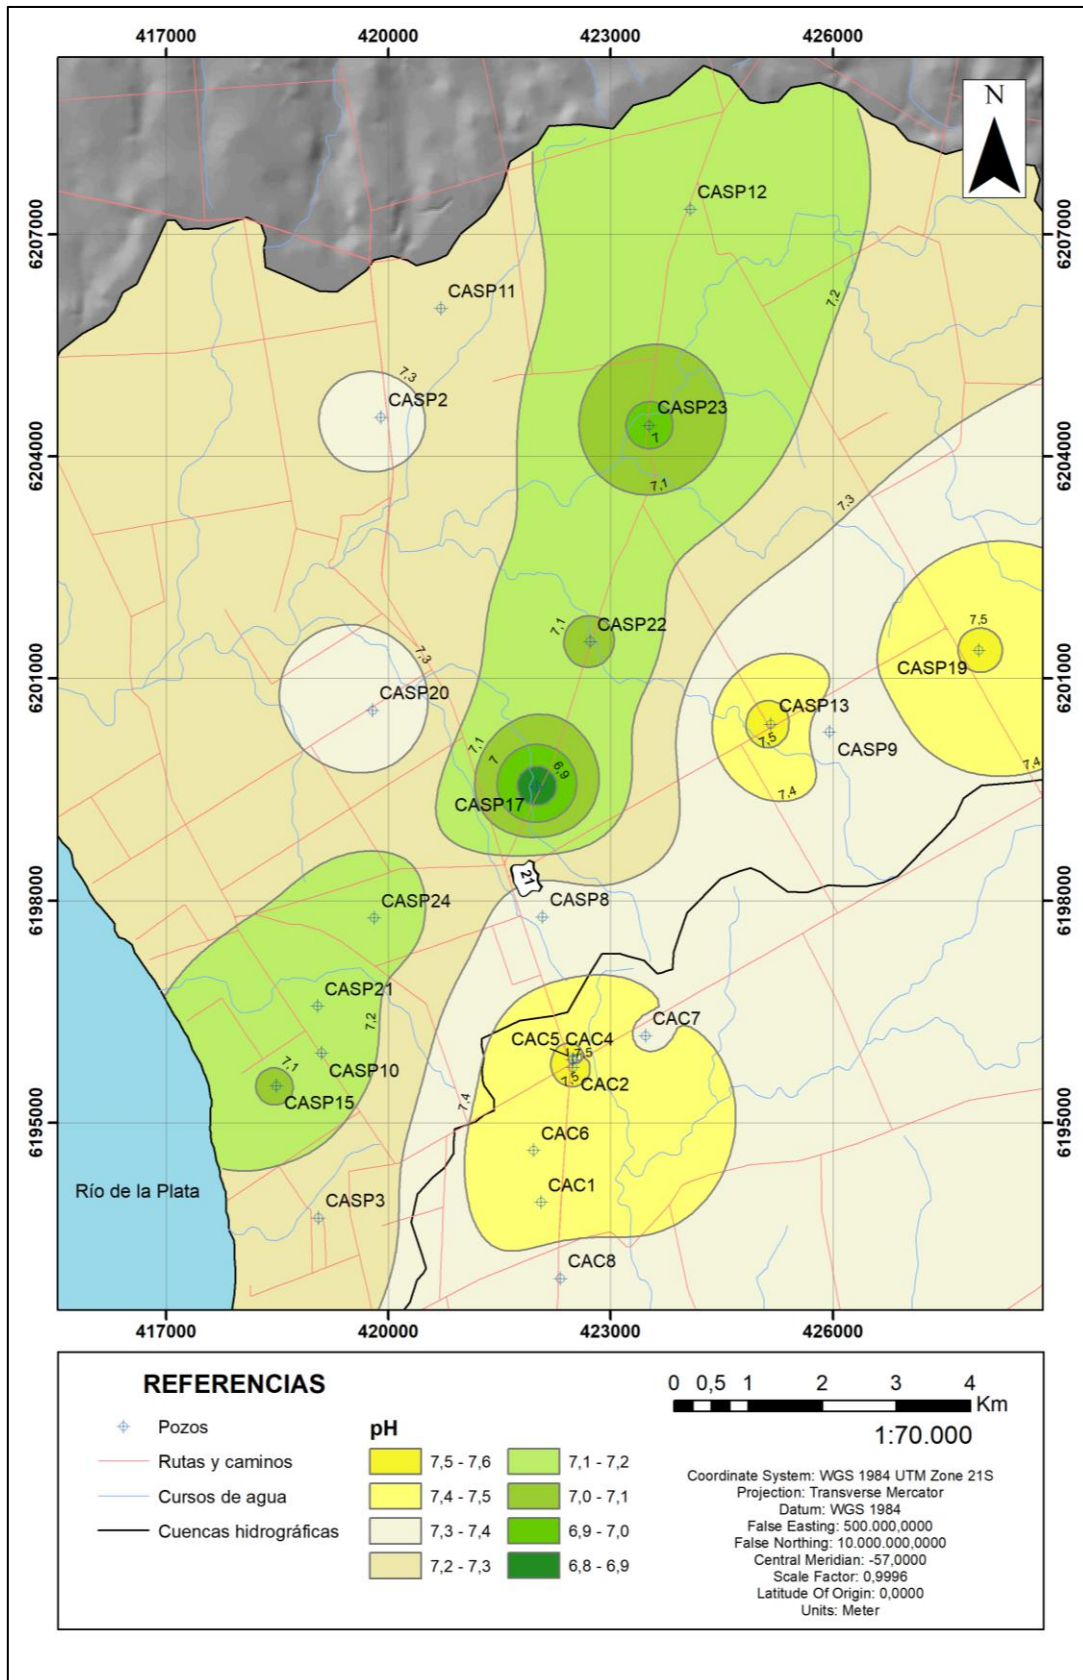 417000 420000 423000 426000
N
CASP12
6207000 6207000
CASP11
7,2
7,3
CASP2
CASP23
7
6204000 6204000
7,1
7,3
7,5
7,1
CASP22
7,3
CASP19
6201000 6201000
CASP20
CASP13
7,1
7
6,9
7,5
CASP9
7,4
CASP17
7,4
21
CASP24
CASP8
6198000 6198000
CASP21
7,2
CAC7
CAC5 CAC4
7,5
CASP10
7,1
7,5
CAC2
CASP15
7,4
6195000 6195000
CAC6
Río de la Plata
CASP3
CAC1
CAC8
417000 420000 423000 426000
REFERENCIAS
Pozos
Rutas y caminos
Cursos de agua
Cuencas hidrográficas
pH
7,5 - 7,6
7,4 - 7,5
7,3 - 7,4
7,2 - 7,3
7,1 - 7,2
7,0 - 7,1
6,9 - 7,0
6,8 - 6,9
0 0,5 1 2 3 4
Km
1:70.000
Coordinate System: WGS 1984 UTM Zone 21S
Projection: Transverse Mercator
Datum: WGS 1984
False Easting: 500.000,0000
False Northing: 10.000.000,0000
Central Meridian: -57,0000
Scale Factor: 0,9996
Latitude Of Origin: 0,0000
Units: Meter